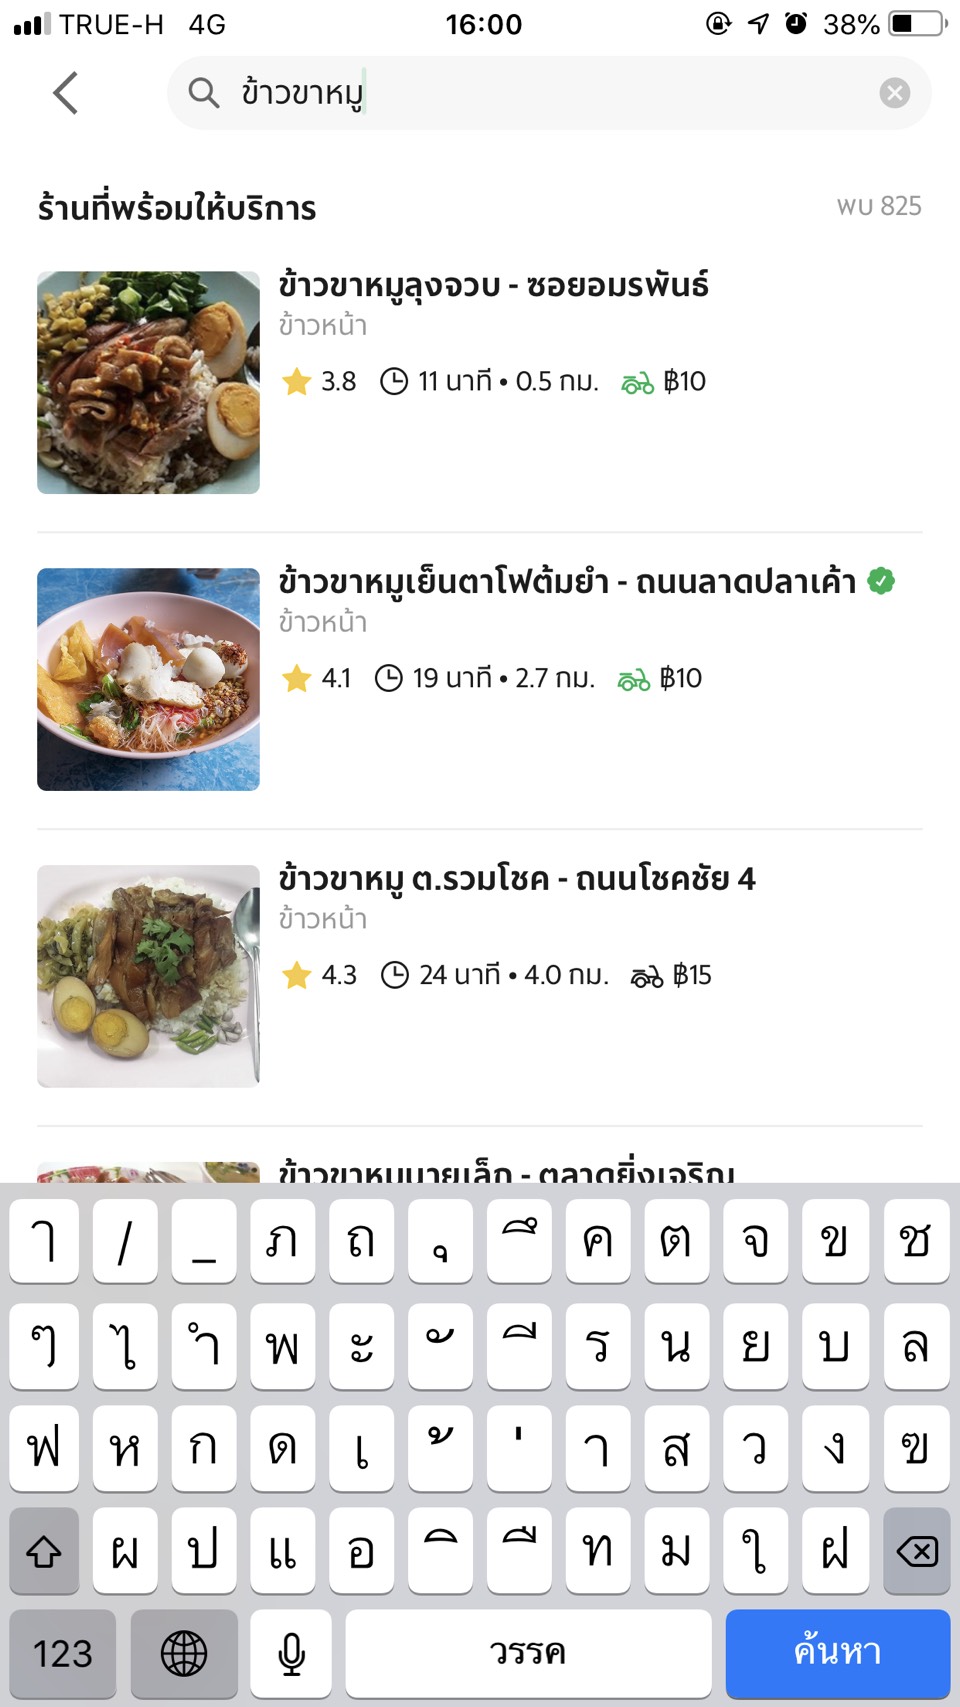 TRUE-H 4G 16:00 38%
ข้าวขาหมู
ร้านที่พร้อมให้บริการ พบ 825
ข้าวขาหมูลุงจวบ - ซอยอมรพันธ์
ข้าวหน้า
3.8 11 นาที • 0.5 กม. ฿10
ข้าวขาหมูเย็นตาโฟต้มยำ - ถนนลาดปลาเค้า
ข้าวหน้า
4.1 19 นาที • 2.7 กม. ฿10
ข้าวขาหมู ต.รวมโชค - ถนนโชคชัย 4
ข้าวหน้า
4.3 24 นาที • 4.0 กม. ฿15
ข้าวขาหมูนายเล็ก - ตลาดยิ่งเจริญ
ๅ / _ ภ ถ ุ ึ ค ต จ ข ช
ๆ ไ ำ พ ะ ั ี ร น ย บ ล
ฟ ห ก ด เ ้ ่ า ส ว ง ฃ
ผ ป แ อ ิ ื ท ม ใ ฝ
123 วรรค ค้นหา